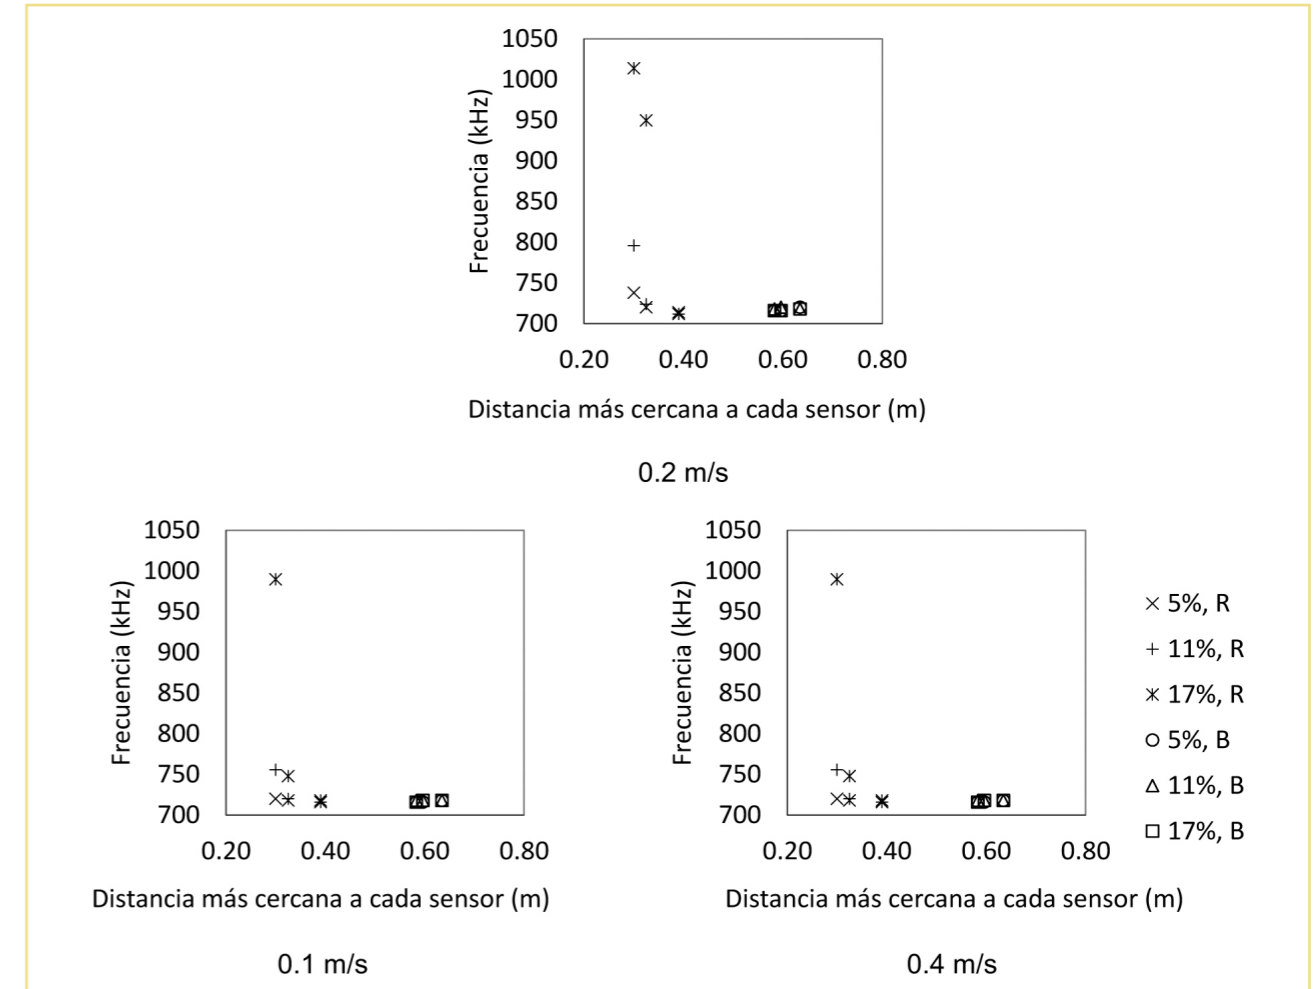 1050
1000
950
900
850
800
750
700
Frecuencia (kHz)
0.20 0.40 0.60 0.80
Distancia más cercana a cada sensor (m)
0.2 m/s
1050
1000
950
900
850
800
750
700
Frecuencia (kHz)
0.20 0.40 0.60 0.80
Distancia más cercana a cada sensor (m)
0.1 m/s
1050
1000
950
900
850
800
750
700
Frecuencia (kHz)
0.20 0.40 0.60 0.80
Distancia más cercana a cada sensor (m)
0.4 m/s
5%, R
11%, R
17%, R
5%, B
11%, B
17%, B